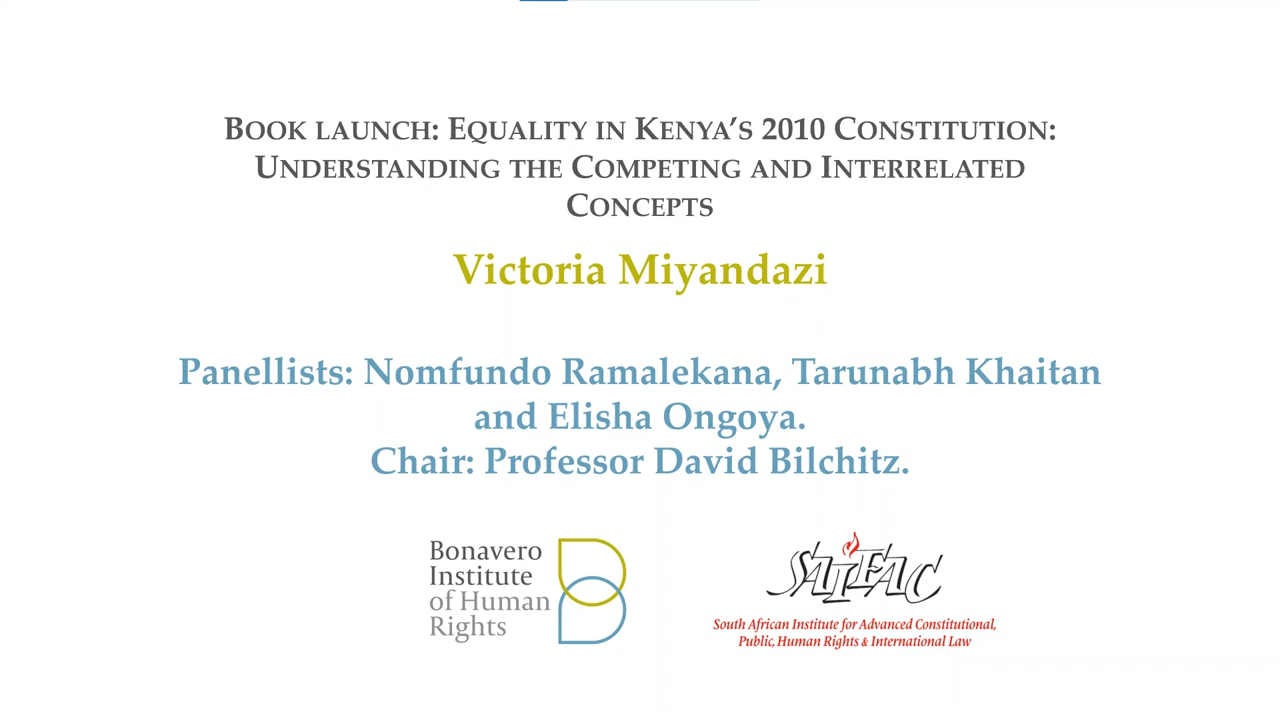 BOOK LAUNCH: EQUALITY IN KENYA'S 2010 CONSTITUTION:
UNDERSTANDING THE COMPETING AND INTERRELATED
CONCEPTS
Victoria Miyandazi
Panellists: Nomfundo Ramalekana, Tarunabh Khaitan
and Elisha Ongoya.
Chair: Professor David Bilchitz.
Bonavero
Institute
of Human
Rights
SAIFAC
South African Institute for Advanced Constitutional,
Public, Human Rights & International Law